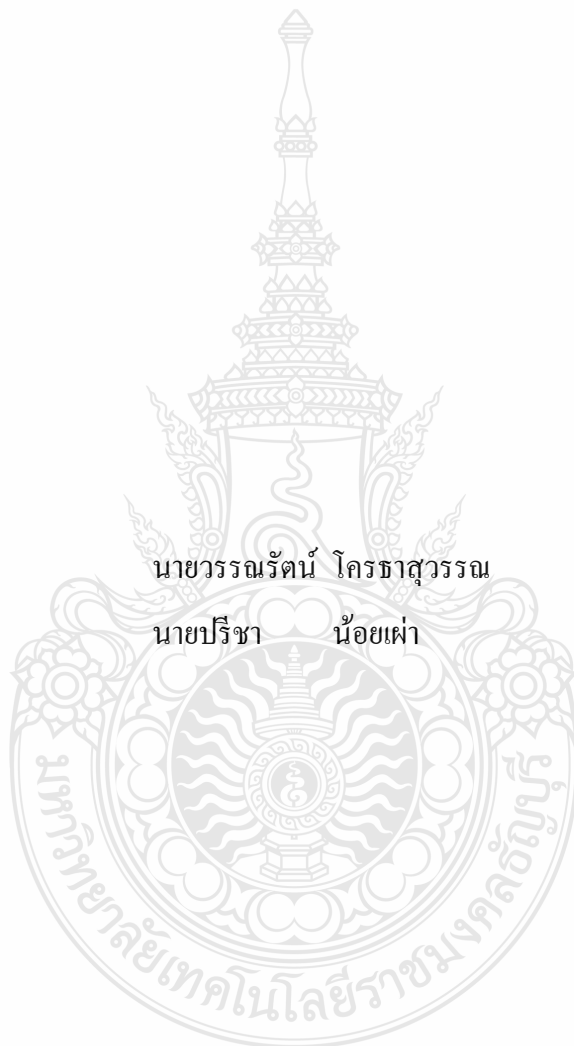 นายวรรณรัตน์ โครธาสุวรรณ
นายปรีชา น้อยเผ่า
มหาวิทยาลัยเทคโนโลยีราชมงคลธัญบุรี